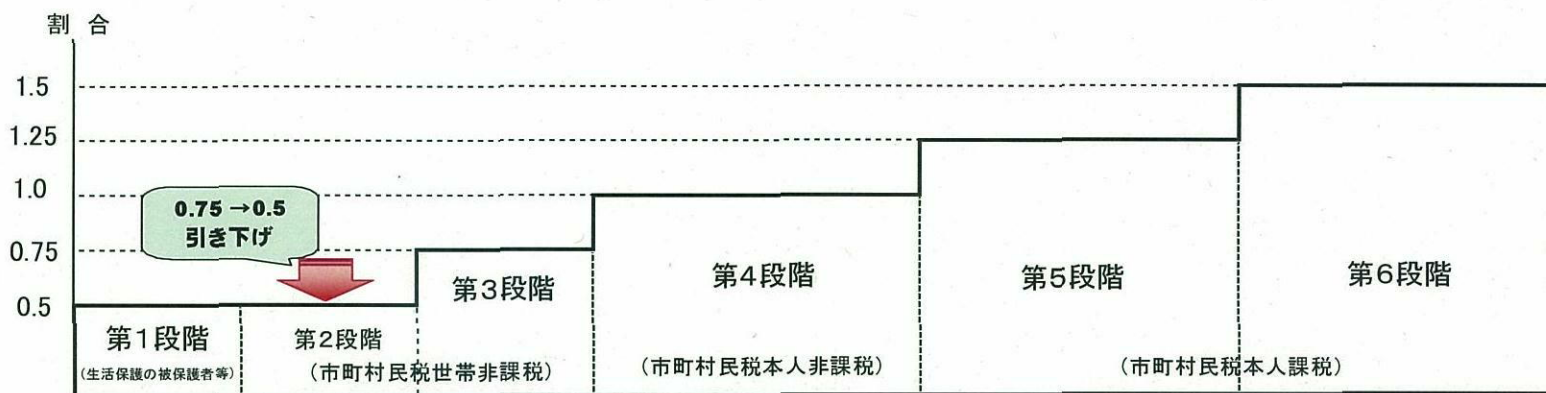 割 合
1.5
1.25
1.0
0.75
0.5
0.75→0.5
引き下げ
第1段階
(生活保護の被保護者等)
第2段階
第3段階
(市町村民税世帯非課税)
第4段階
(市町村民税本人非課税)
第5段階
第6段階
(市町村民税本人課税)